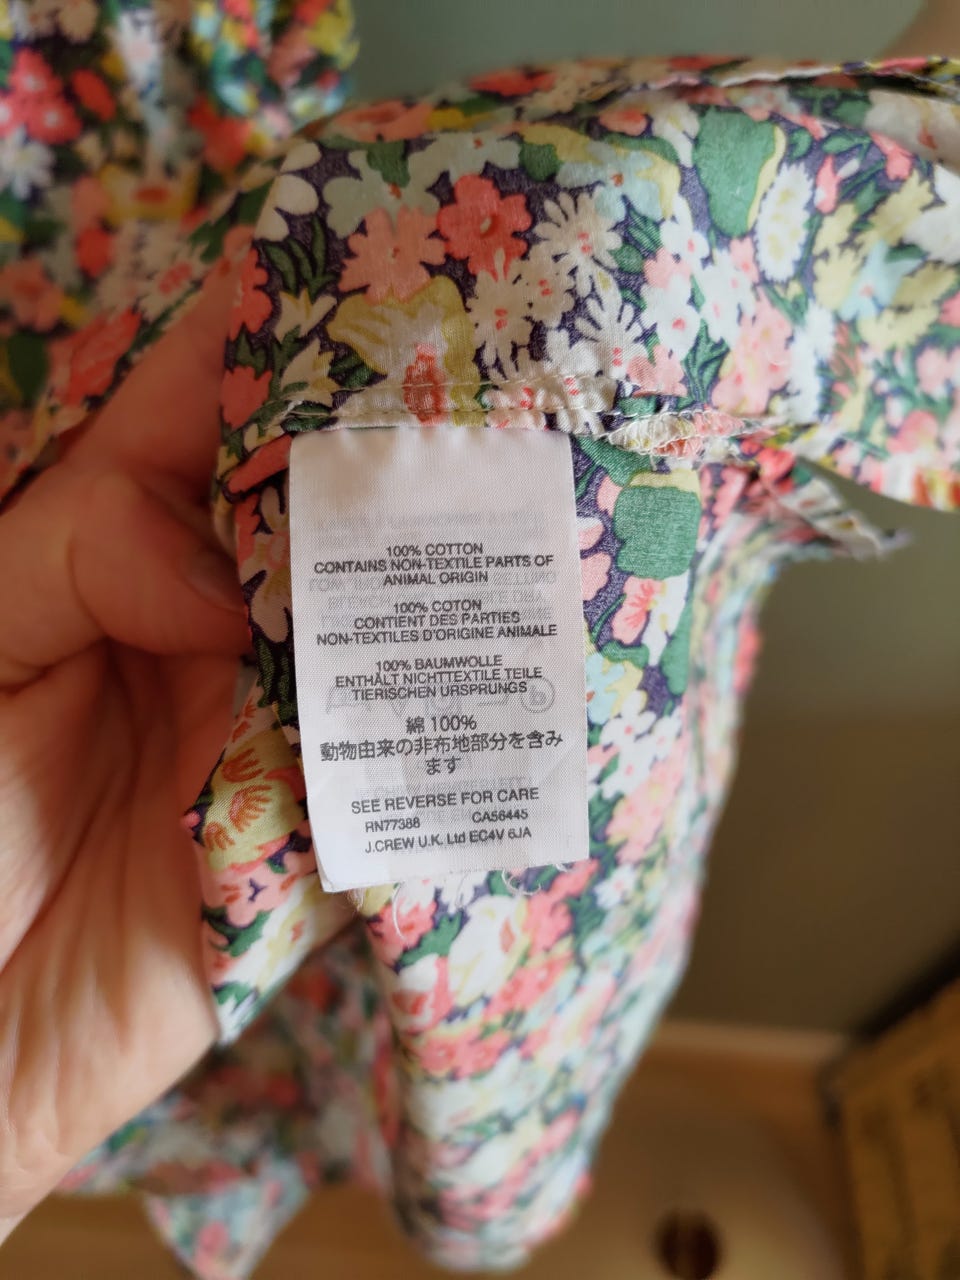 100% COTTON
CONTAINS NON-TEXTILE PARTS OF
ANIMAL ORIGIN
100% COTON
CONTIENT DES PARTIES
NON-TEXTILES D'ORIGINE ANIMALE
100% BAUMWOLLE
ENTHÄLT NICHTTEXTILE TEILE
TIERISCHEN URSPRUNGS
綿 100%
動物由来の非布地部分を含み
ます
SEE REVERSE FOR CARE
RN77388 CA56445
J.CREW U.K. Ltd EC4V 6JA